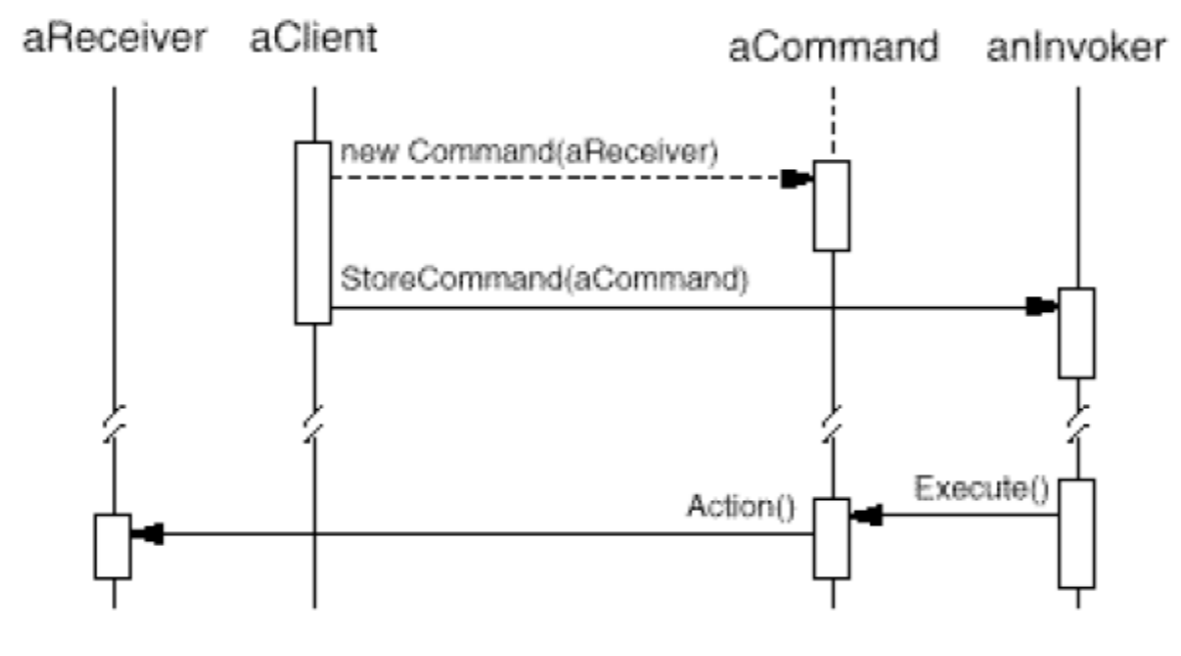 aReceiver aClient aCommand anInvoker
new Command(aReceiver)
StoreCommand(aCommand)
Execute()
Action()